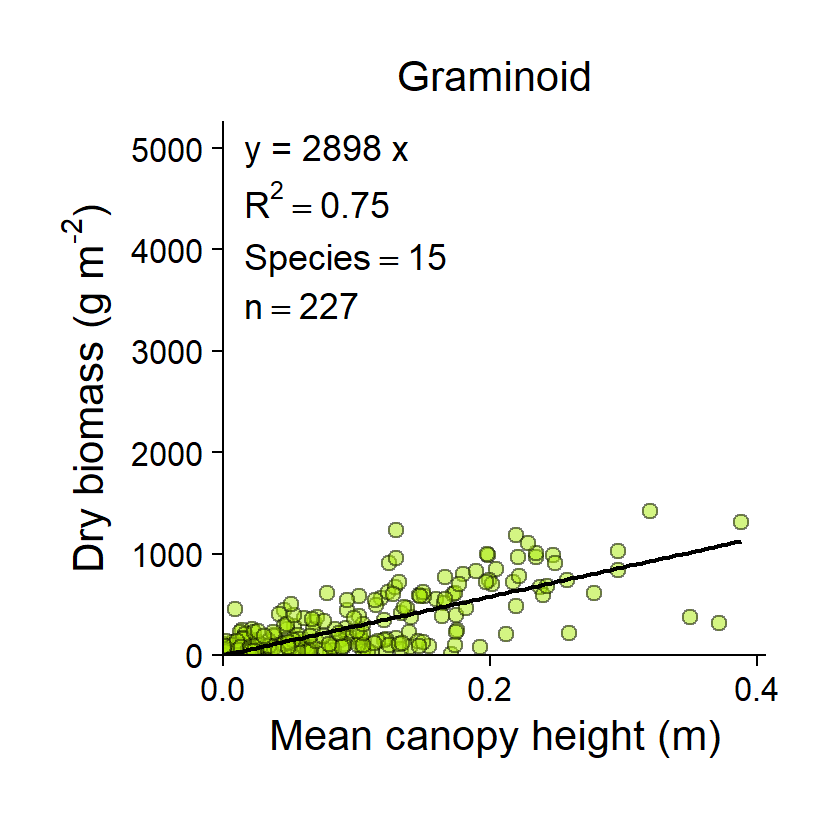 Graminoid
y = 2898 x
R² = 0.75
Species = 15
n = 227
5000
4000
3000
2000
1000
0
0.0
0.2
0.4
Dry biomass (g m⁻²)
Mean canopy height (m)